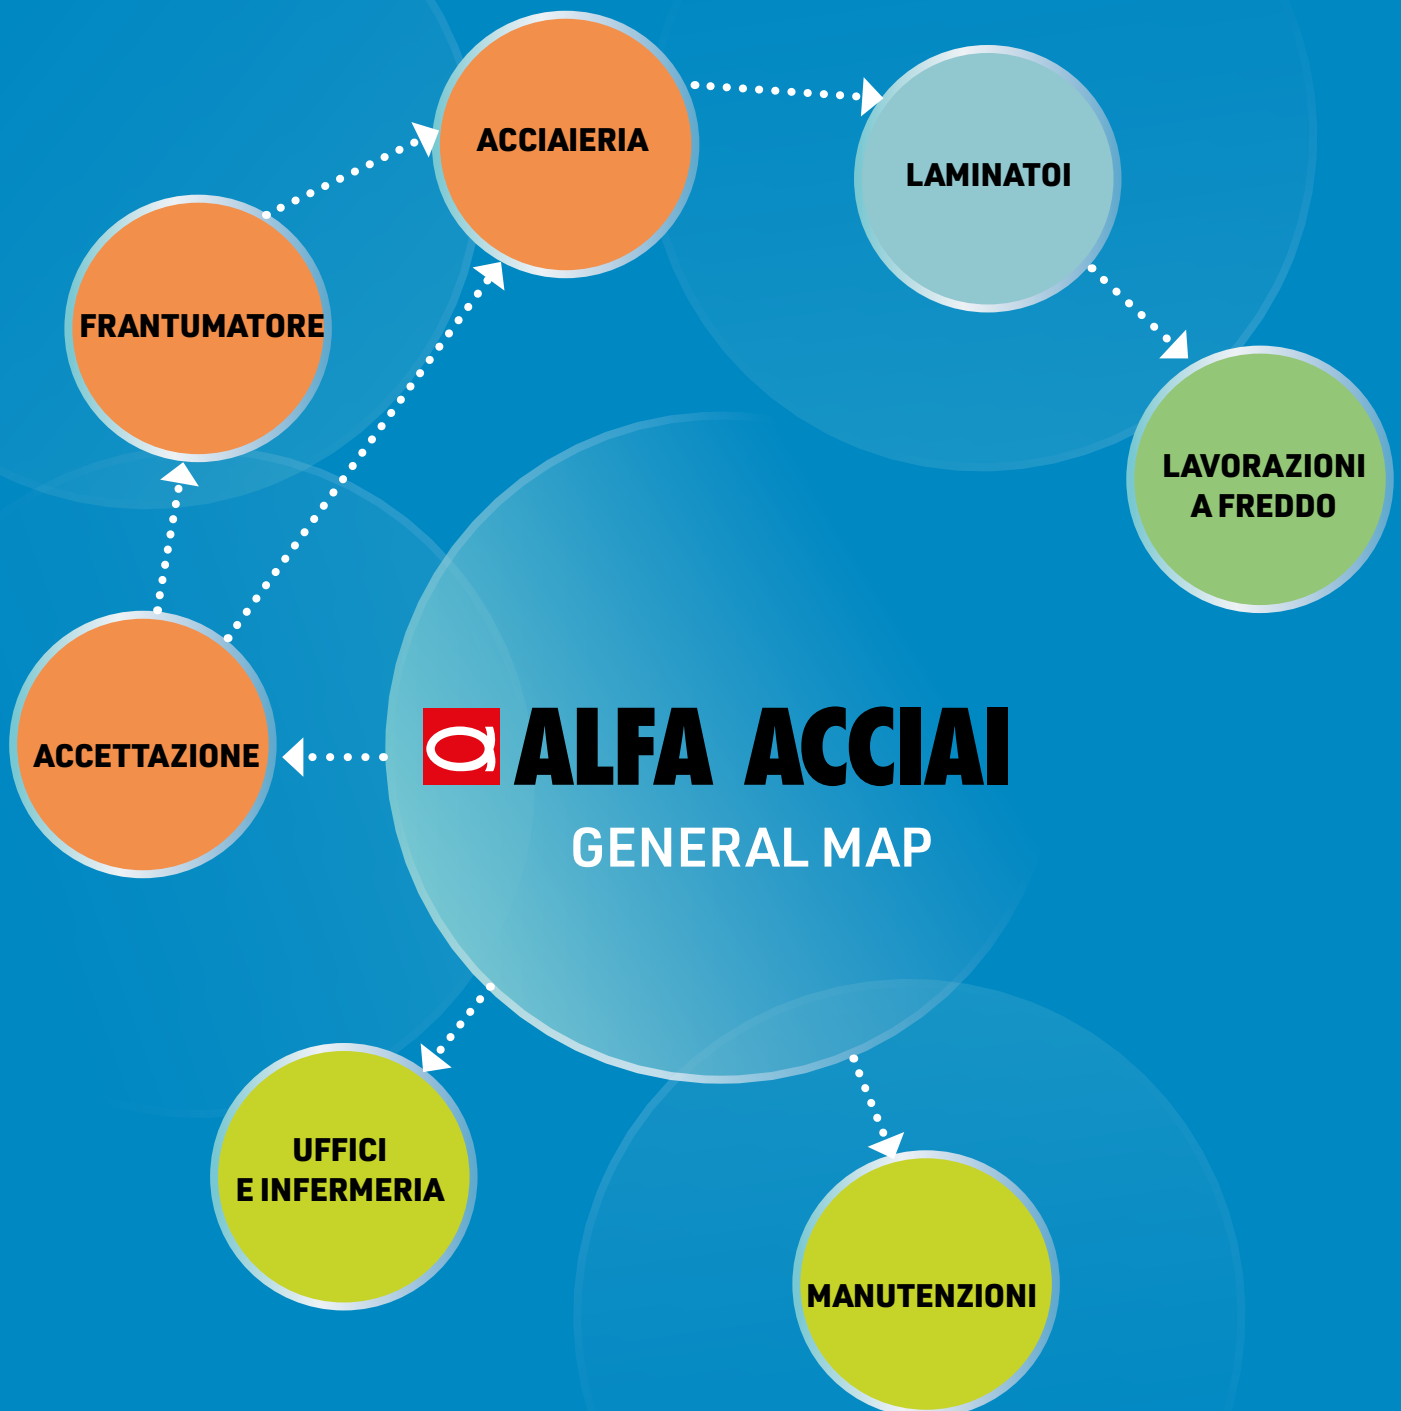 ACCIAIERIA
LAMINATOI
FRANTUMATORE
LAVORAZIONI
A FREDDO
ACCETTAZIONE
a ALFA ACCIAI
GENERAL MAP
UFFICI
E INFERMERIA
MANUTENZIONI